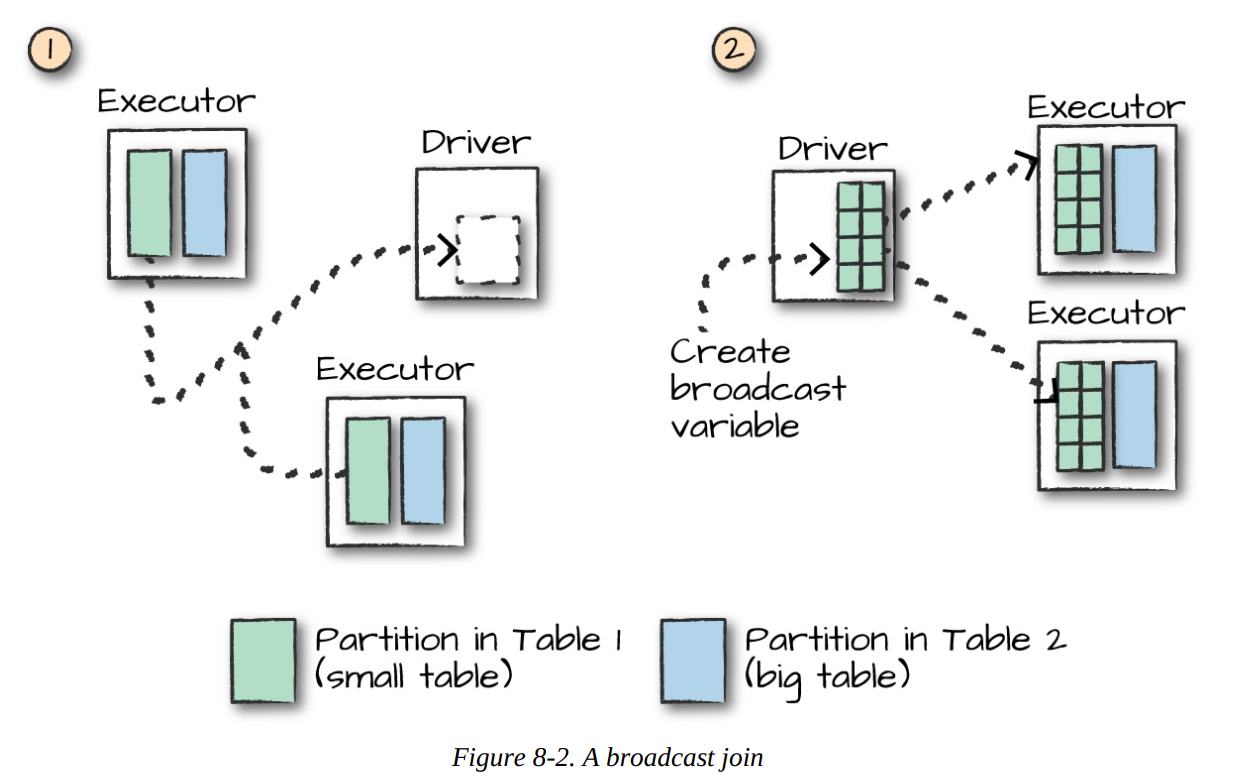 1
Executor
Driver
Executor
2
Driver
Executor
Executor
Create
broadcast
variable
Partition in Table 1
(small table)
Partition in Table 2
(big table)
Figure 8-2. A broadcast join